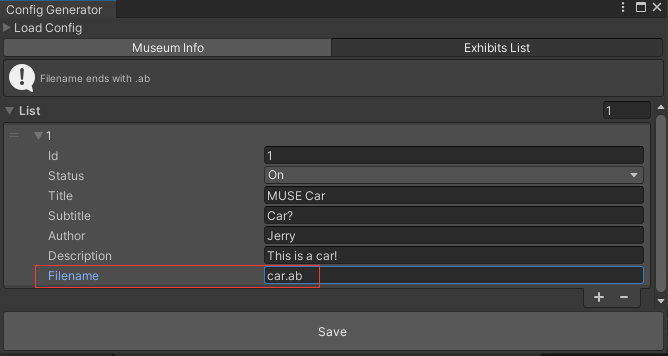 Config Generator
Load Config
Museum Info Exhibits List
Filename ends with .ab
List 1
1
Id 1
Status On
Title MUSE Car
Subtitle Car?
Author Jerry
Description This is a car!
Filename car.ab
Save